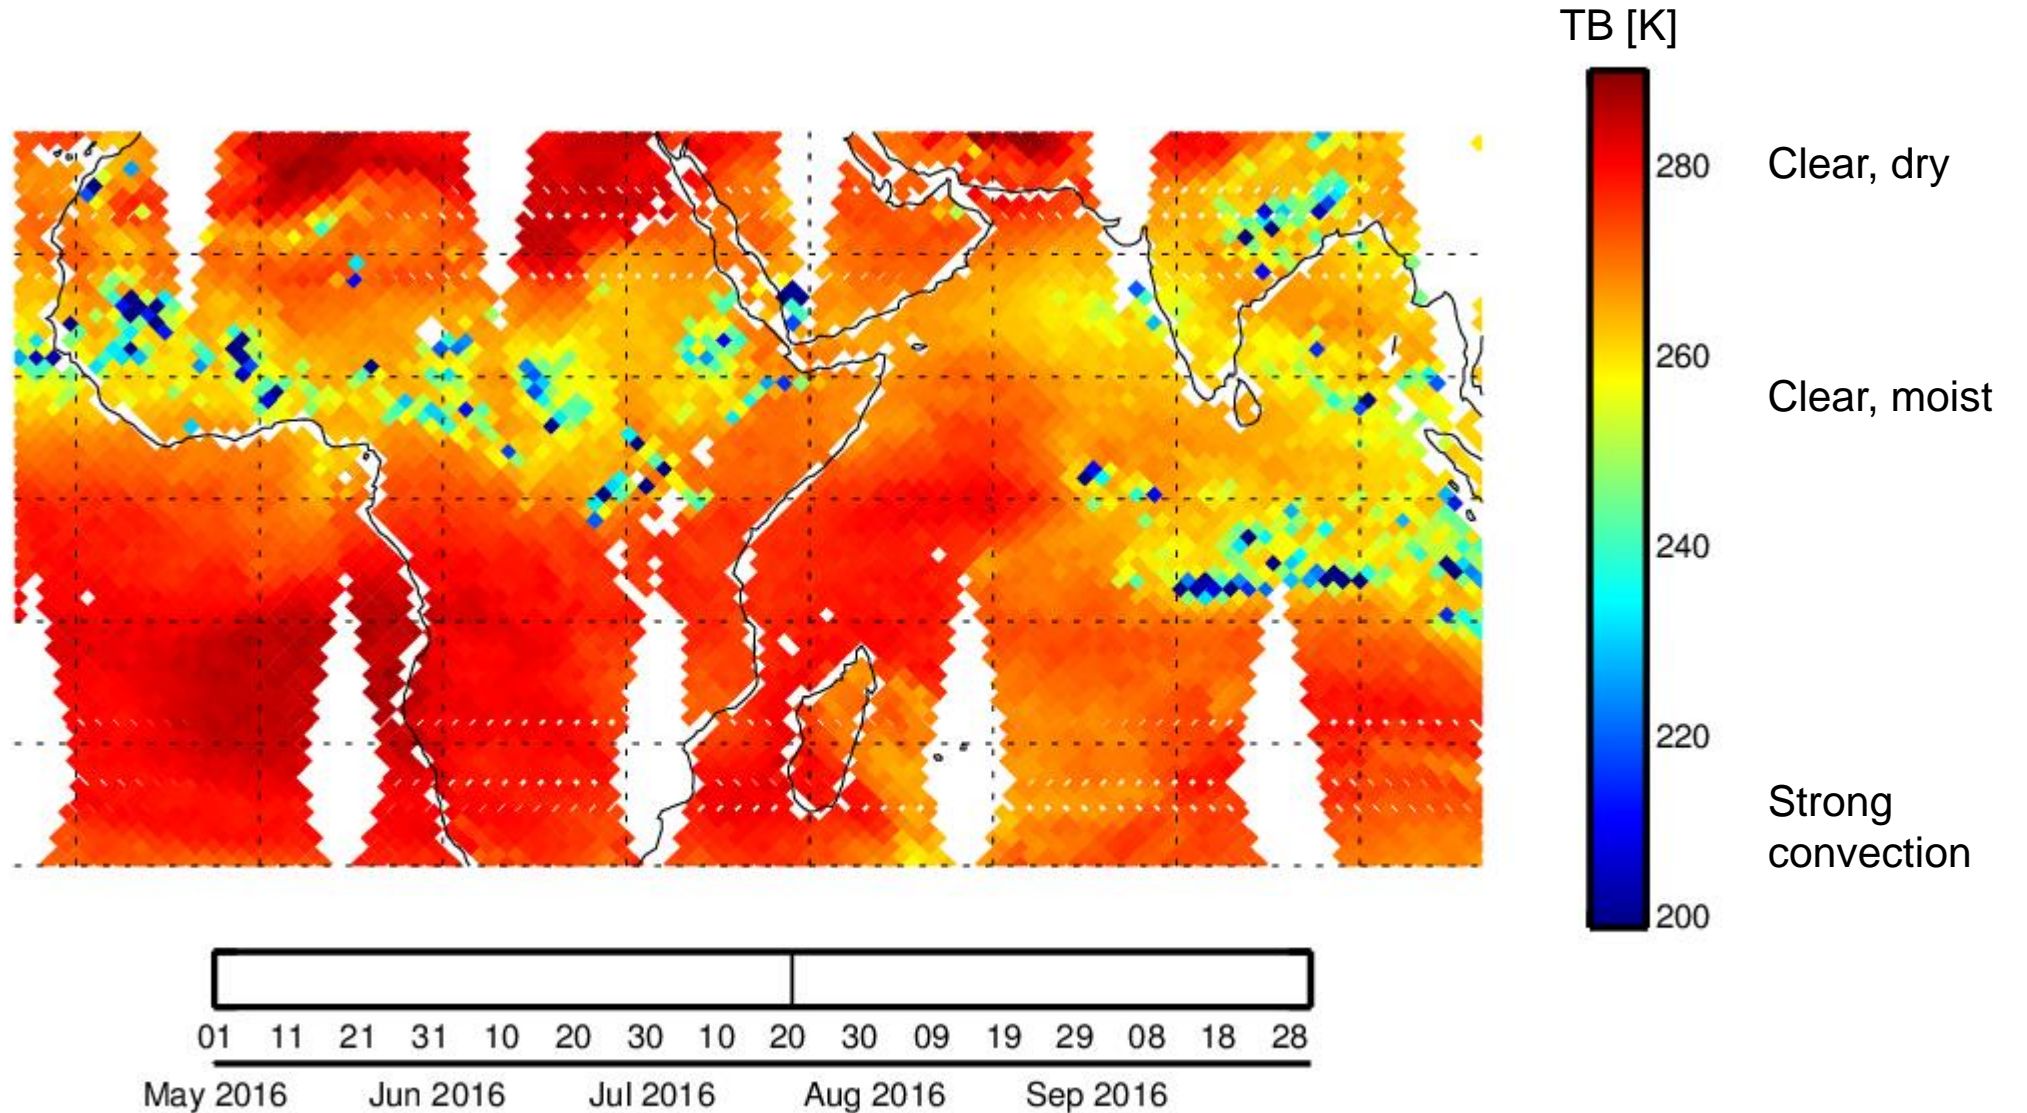 TB [K]
280
Clear, dry
260
Clear, moist
240
220
Strong
convection
200
01 11 21 31 10 20 30 10 20 30 09 19 29 08 18 28
May 2016 Jun 2016 Jul 2016 Aug 2016 Sep 2016